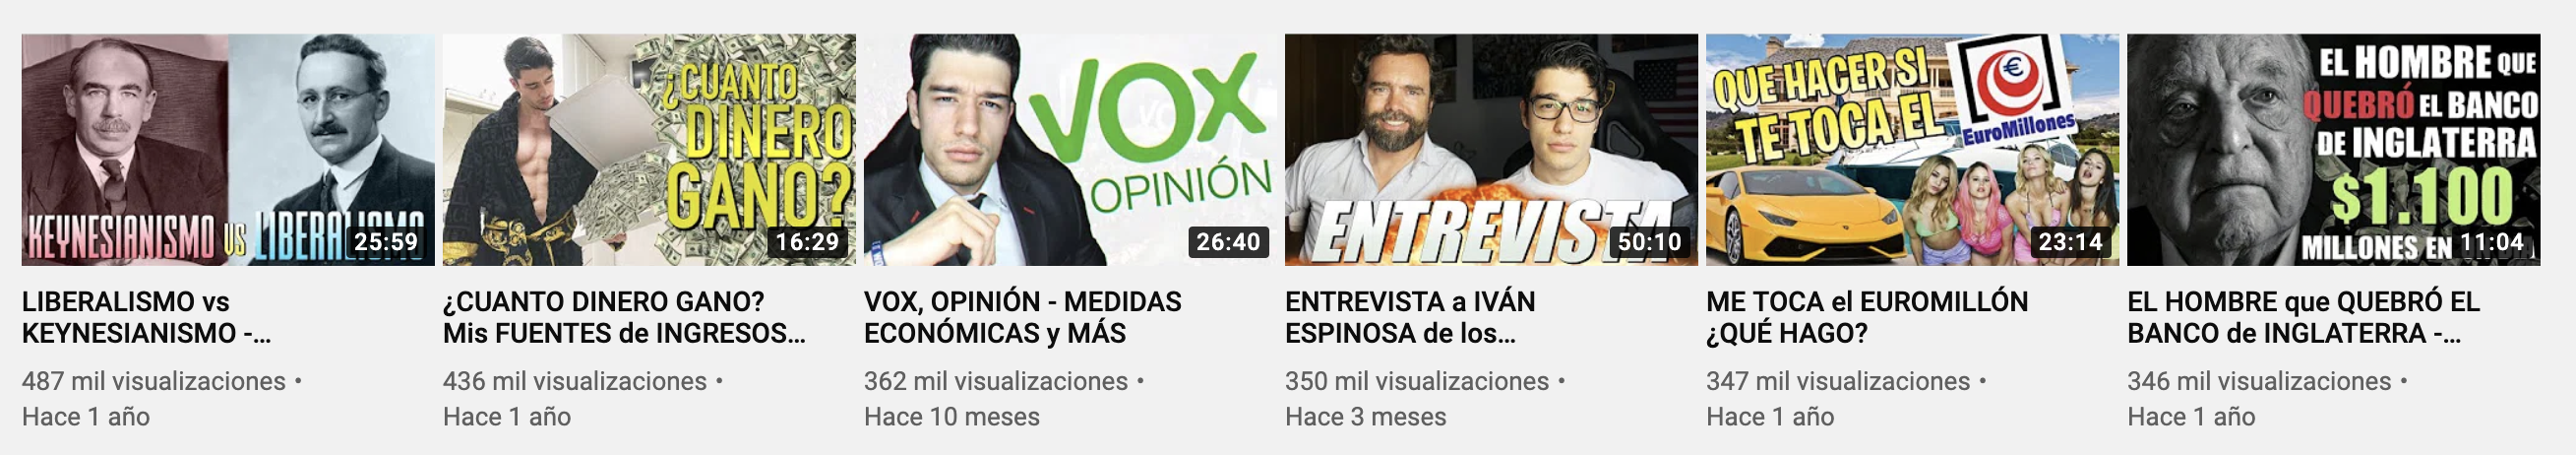 KEYNESIANISMO VS LIBERALISMO
25:59
LIBERALISMO vs
KEYNESIANISMO -...
487 mil visualizaciones •
Hace 1 año
¿CUANTO
DINERO
GANO?
16:29
¿CUANTO DINERO GANO?
Mis FUENTES de INGRESOS...
436 mil visualizaciones •
Hace 1 año
VOX
OPINIÓN
26:40
VOX, OPINIÓN - MEDIDAS
ECONÓMICAS y MÁS
362 mil visualizaciones •
Hace 10 meses
ENTREVISTA
50:10
ENTREVISTA a IVÁN
ESPINOSA de los...
350 mil visualizaciones •
Hace 3 meses
QUE HACER SI
TE TOCA EL
€
EuroMillones
23:14
ME TOCA el EUROMILLÓN
¿QUÉ HAGO?
347 mil visualizaciones •
Hace 1 año
EL HOMBRE QUE
QUEBRÓ EL BANCO
DE INGLATERRA
$1.100
MILLONES EN
11:04
EL HOMBRE que QUEBRÓ EL
BANCO de INGLATERRA -...
346 mil visualizaciones •
Hace 1 año